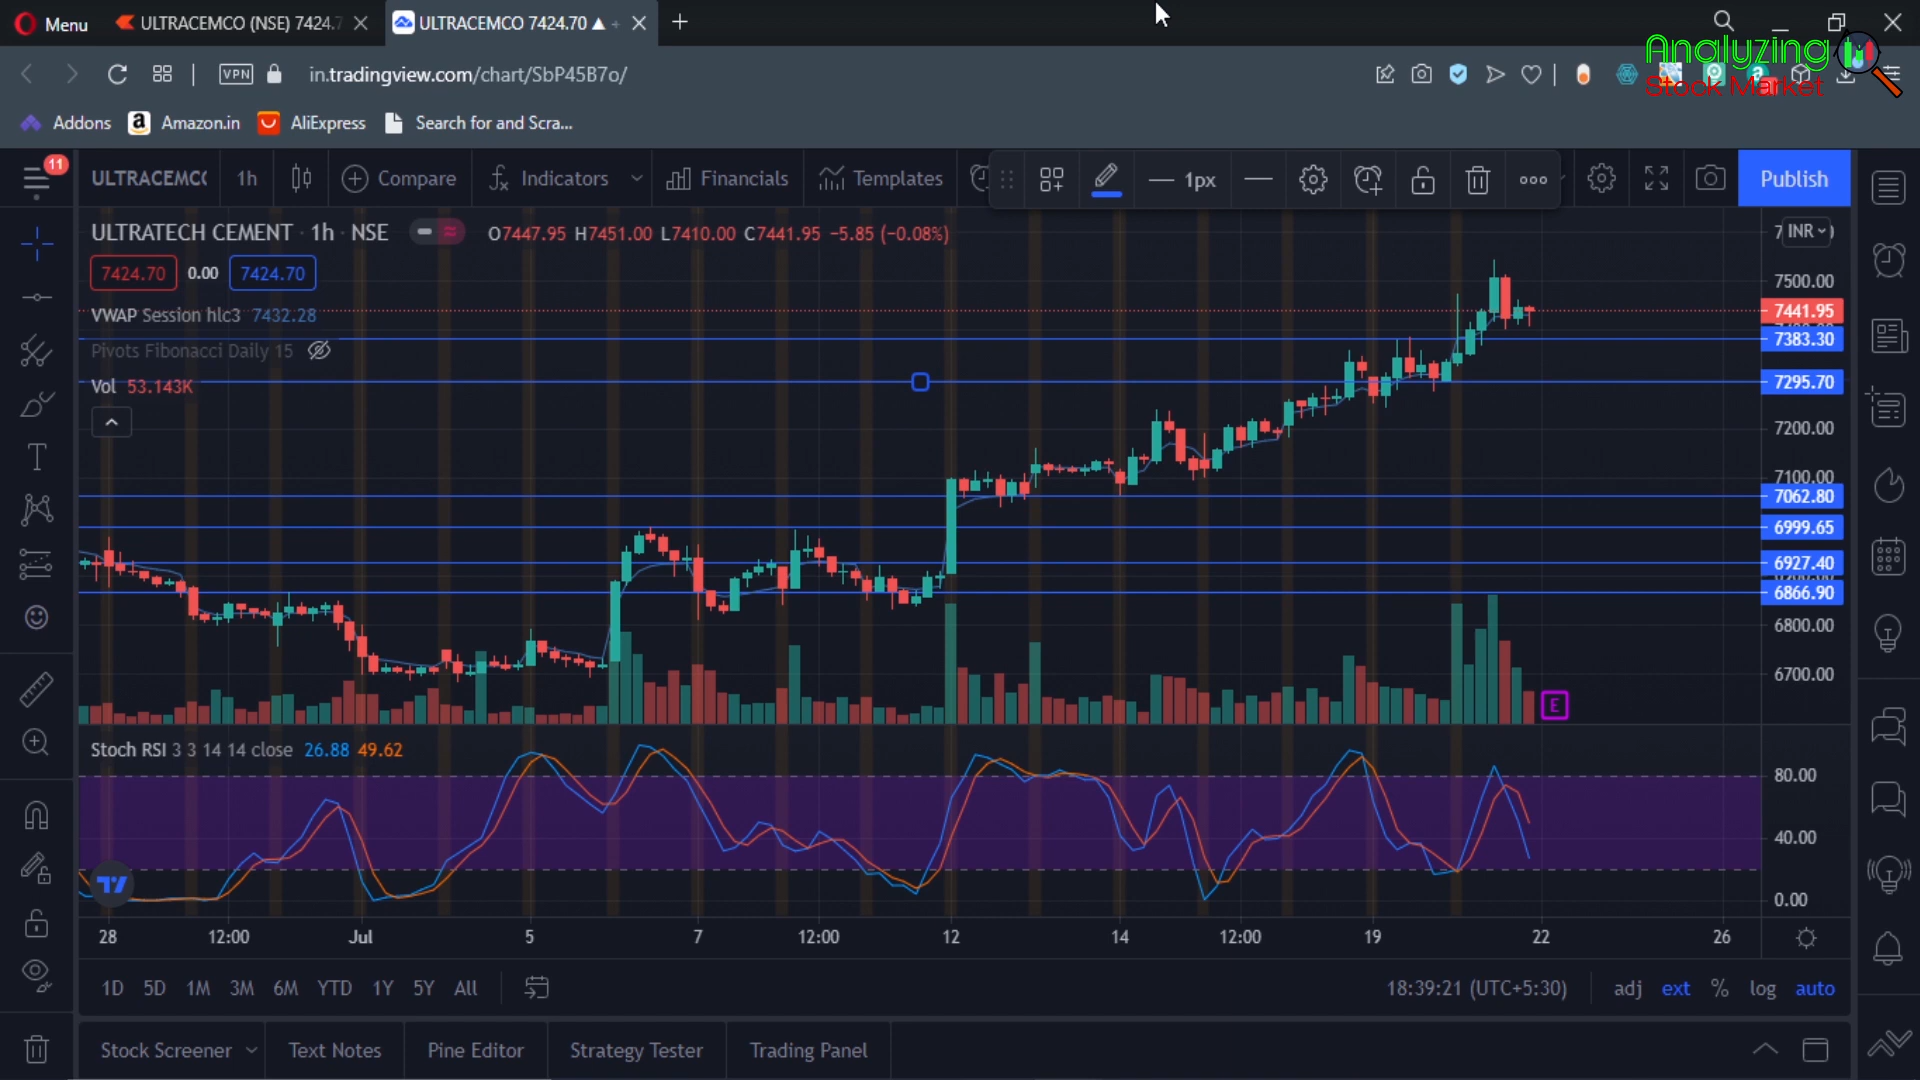 Menu
ULTRACEMCO (NSE) 7424.7
ULTRACEMCO 7424.70 ▲ +
Analyzing
Stock Market
VPN
in.tradingview.com/chart/SbP45B7o/
Addons
Amazon.in
AliExpress
Search for and Scra...
11
ULTRACEMC
1h
Compare
Indicators
Financials
Templates
1px
Publish
ULTRATECH CEMENT · 1h · NSE
O7447.95 H7451.00 L7410.00 C7441.95 −5.85 (−0.08%)
INR
7424.70 0.00 7424.70
7500.00
VWAP Session hlc3 7432.28
7441.95
7383.30
Pivots Fibonacci Daily 15
Vol 53.143K
7295.70
7200.00
7100.00
7062.80
6999.65
6927.40
6866.90
6800.00
6700.00
E
Stoch RSI 3 3 14 14 close 26.88 49.62
80.00
40.00
0.00
28 12:00 Jul 5 7 12:00 12 14 12:00 19 22 26
1D 5D 1M 3M 6M YTD 1Y 5Y All
18:39:21 (UTC+5:30)
adj ext % log auto
Stock Screener
Text Notes
Pine Editor
Strategy Tester
Trading Panel